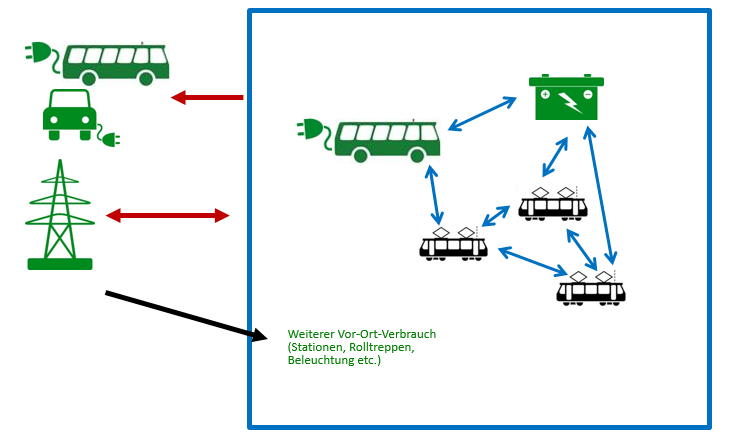 Weiterer Vor-Ort-Verbrauch
(Stationen, Rolltreppen,
Beleuchtung etc.)